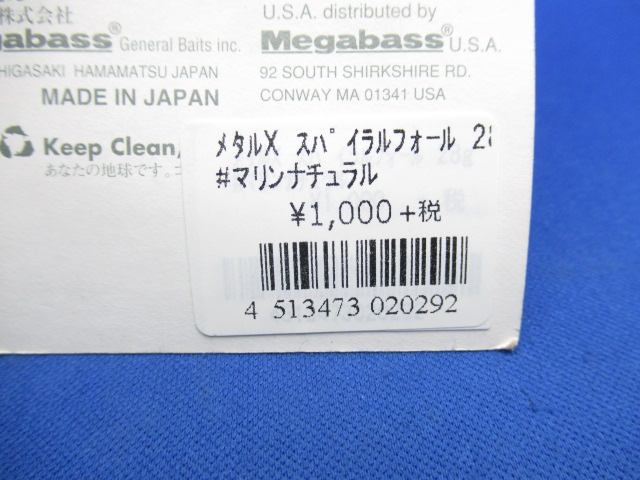 株式会社
U.S.A. distributed by
gabass® General Baits inc.
Megabass® U.S.A.
HIGASAKI HAMAMATSU JAPAN
92 SOUTH SHIRKSHIRE RD.
MADE IN JAPAN
CONWAY MA 01341 USA
Keep Clean,
あなたの地球です。
メタルX スパイラルフォール 28
#マリンナチュラル
¥1,000+税
4 513473 020292